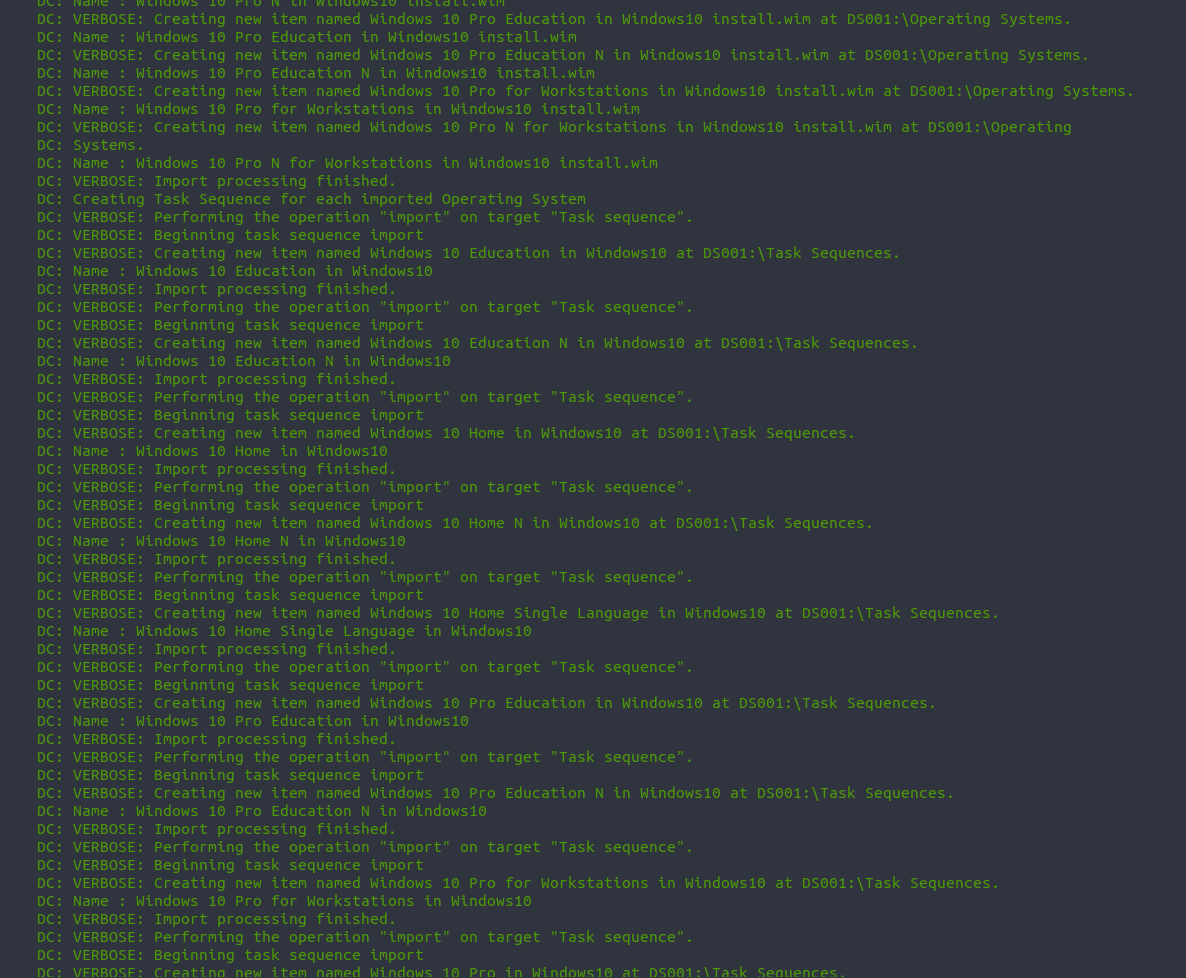 DC: Name : Windows 10 Pro N in Windows10 install.wim
DC: VERBOSE: Creating new item named Windows 10 Pro Education in Windows10 install.wim at DS001:\Operating Systems.
DC: Name : Windows 10 Pro Education in Windows10 install.wim
DC: VERBOSE: Creating new item named Windows 10 Pro Education N in Windows10 install.wim at DS001:\Operating Systems.
DC: Name : Windows 10 Pro Education N in Windows10 install.wim
DC: VERBOSE: Creating new item named Windows 10 Pro for Workstations in Windows10 install.wim at DS001:\Operating Systems.
DC: Name : Windows 10 Pro for Workstations in Windows10 install.wim
DC: VERBOSE: Creating new item named Windows 10 Pro N for Workstations in Windows10 install.wim at DS001:\Operating
DC: Systems.
DC: Name : Windows 10 Pro N for Workstations in Windows10 install.wim
DC: VERBOSE: Import processing finished.
DC: Creating Task Sequence for each imported Operating System
DC: VERBOSE: Performing the operation "import" on target "Task sequence".
DC: VERBOSE: Beginning task sequence import
DC: VERBOSE: Creating new item named Windows 10 Education in Windows10 at DS001:\Task Sequences.
DC: Name : Windows 10 Education in Windows10
DC: VERBOSE: Import processing finished.
DC: VERBOSE: Performing the operation "import" on target "Task sequence".
DC: VERBOSE: Beginning task sequence import
DC: VERBOSE: Creating new item named Windows 10 Education N in Windows10 at DS001:\Task Sequences.
DC: Name : Windows 10 Education N in Windows10
DC: VERBOSE: Import processing finished.
DC: VERBOSE: Performing the operation "import" on target "Task sequence".
DC: VERBOSE: Beginning task sequence import
DC: VERBOSE: Creating new item named Windows 10 Home in Windows10 at DS001:\Task Sequences.
DC: Name : Windows 10 Home in Windows10
DC: VERBOSE: Import processing finished.
DC: VERBOSE: Performing the operation "import" on target "Task sequence".
DC: VERBOSE: Beginning task sequence import
DC: VERBOSE: Creating new item named Windows 10 Home N in Windows10 at DS001:\Task Sequences.
DC: Name : Windows 10 Home N in Windows10
DC: VERBOSE: Import processing finished.
DC: VERBOSE: Performing the operation "import" on target "Task sequence".
DC: VERBOSE: Beginning task sequence import
DC: VERBOSE: Creating new item named Windows 10 Home Single Language in Windows10 at DS001:\Task Sequences.
DC: Name : Windows 10 Home Single Language in Windows10
DC: VERBOSE: Import processing finished.
DC: VERBOSE: Performing the operation "import" on target "Task sequence".
DC: VERBOSE: Beginning task sequence import
DC: VERBOSE: Creating new item named Windows 10 Pro Education in Windows10 at DS001:\Task Sequences.
DC: Name : Windows 10 Pro Education in Windows10
DC: VERBOSE: Import processing finished.
DC: VERBOSE: Performing the operation "import" on target "Task sequence".
DC: VERBOSE: Beginning task sequence import
DC: VERBOSE: Creating new item named Windows 10 Pro Education N in Windows10 at DS001:\Task Sequences.
DC: Name : Windows 10 Pro Education N in Windows10
DC: VERBOSE: Import processing finished.
DC: VERBOSE: Performing the operation "import" on target "Task sequence".
DC: VERBOSE: Beginning task sequence import
DC: VERBOSE: Creating new item named Windows 10 Pro for Workstations in Windows10 at DS001:\Task Sequences.
DC: Name : Windows 10 Pro for Workstations in Windows10
DC: VERBOSE: Import processing finished.
DC: VERBOSE: Performing the operation "import" on target "Task sequence".
DC: VERBOSE: Beginning task sequence import
DC: VERBOSE: Creating new item named Windows 10 Pro in Windows10 at DS001:\Task Sequences.